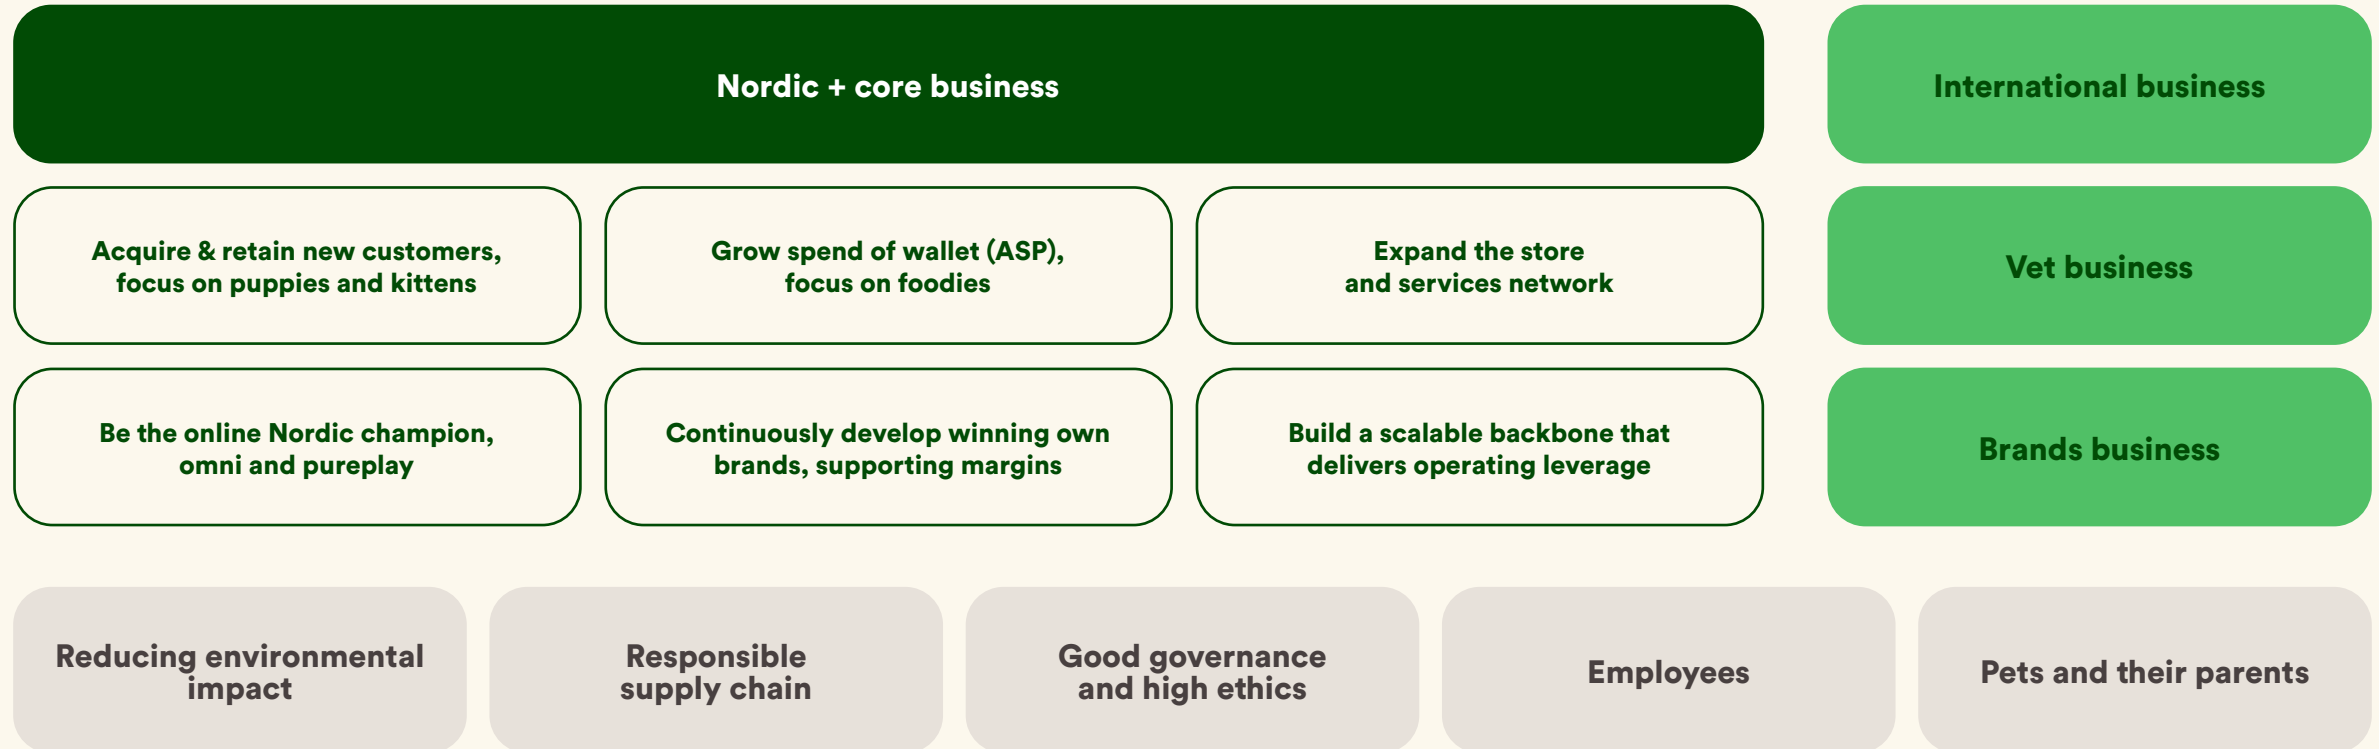 Nordic + core business
International business
Acquire & retain new customers,
focus on puppies and kittens
Grow spend of wallet (ASP),
focus on foodies
Expand the store
and services network
Vet business
Be the online Nordic champion,
omni and pureplay
Continuously develop winning own
brands, supporting margins
Build a scalable backbone that
delivers operating leverage
Brands business
Reducing environmental
impact
Responsible
supply chain
Good governance
and high ethics
Employees
Pets and their parents